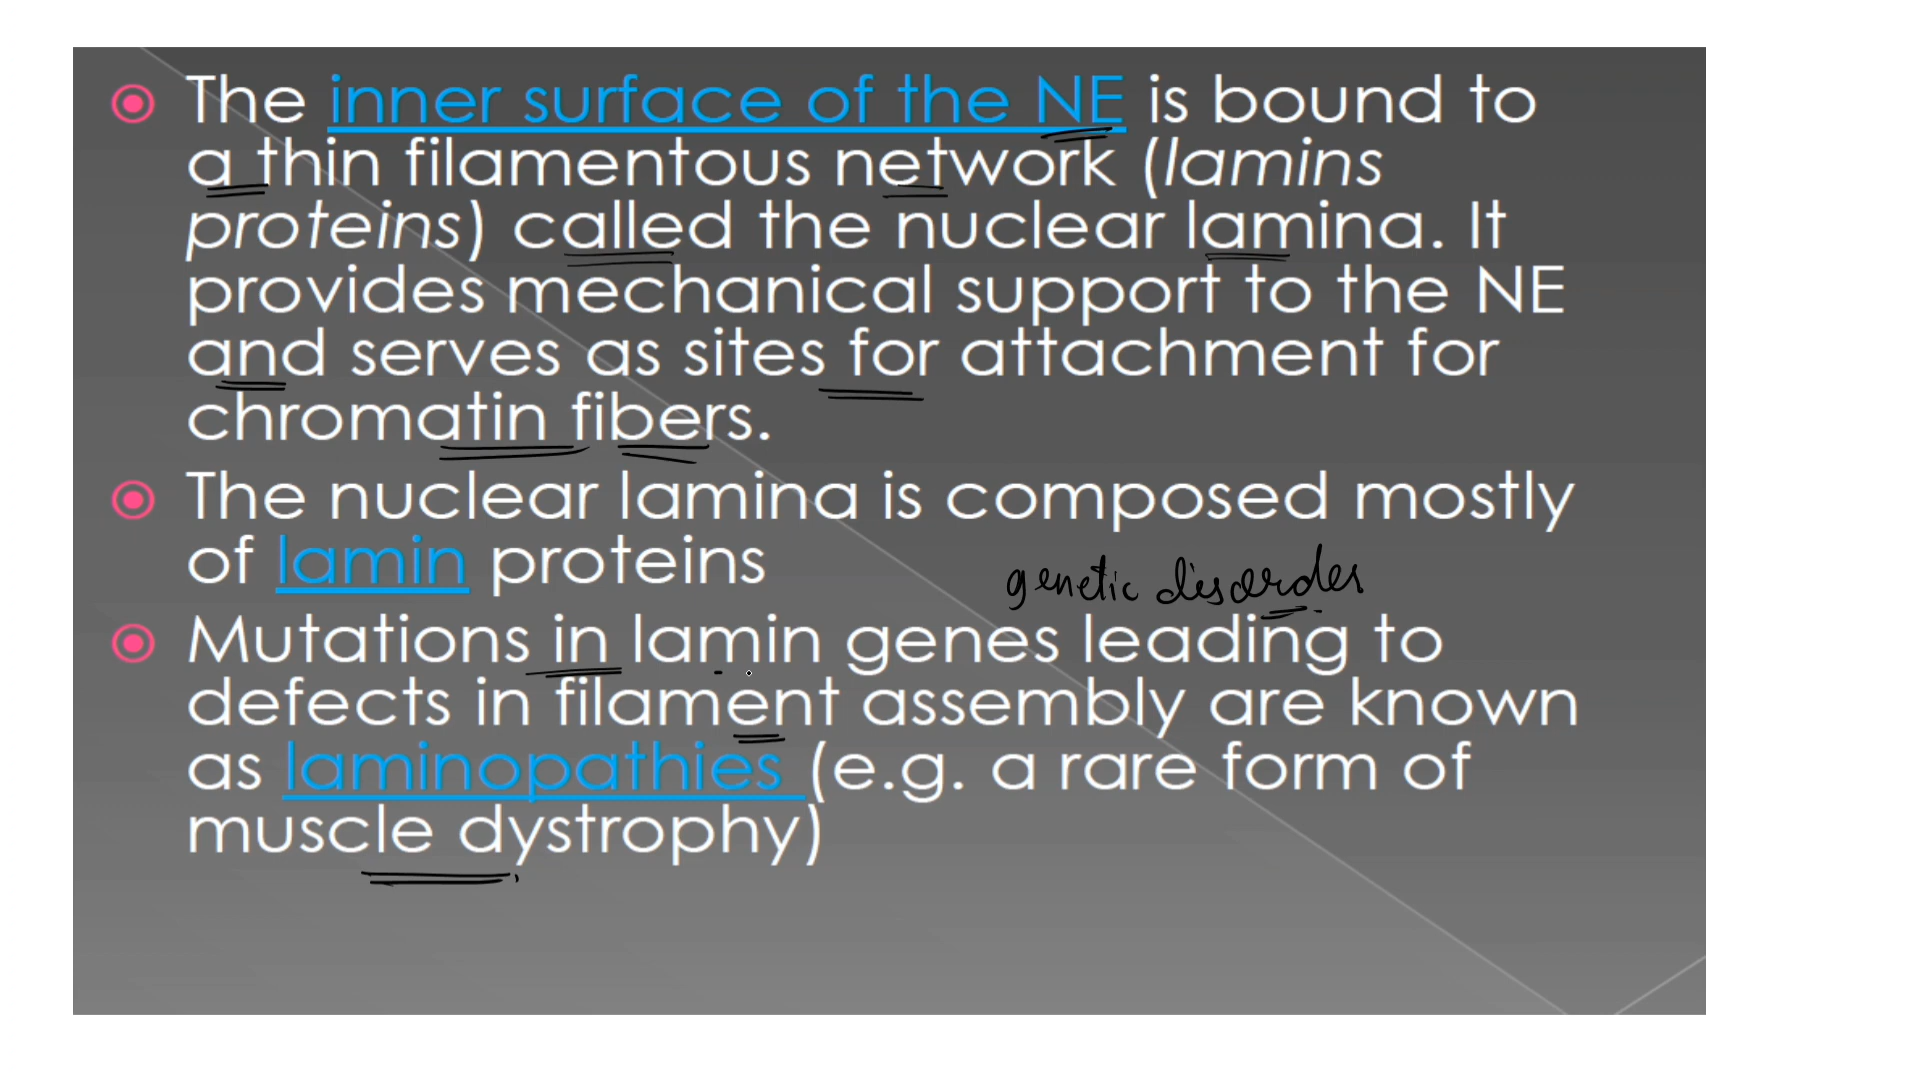 The inner surface of the NE is bound to
a thin filamentous network (lamins
proteins) called the nuclear lamina. It
provides mechanical support to the NE
and serves as sites for attachment for
chromatin fibers.
The nuclear lamina is composed mostly
of lamin proteins
genetic disorder
Mutations in lamin genes leading to
defects in filament assembly are known
as laminopathies (e.g. a rare form of
muscle dystrophy)